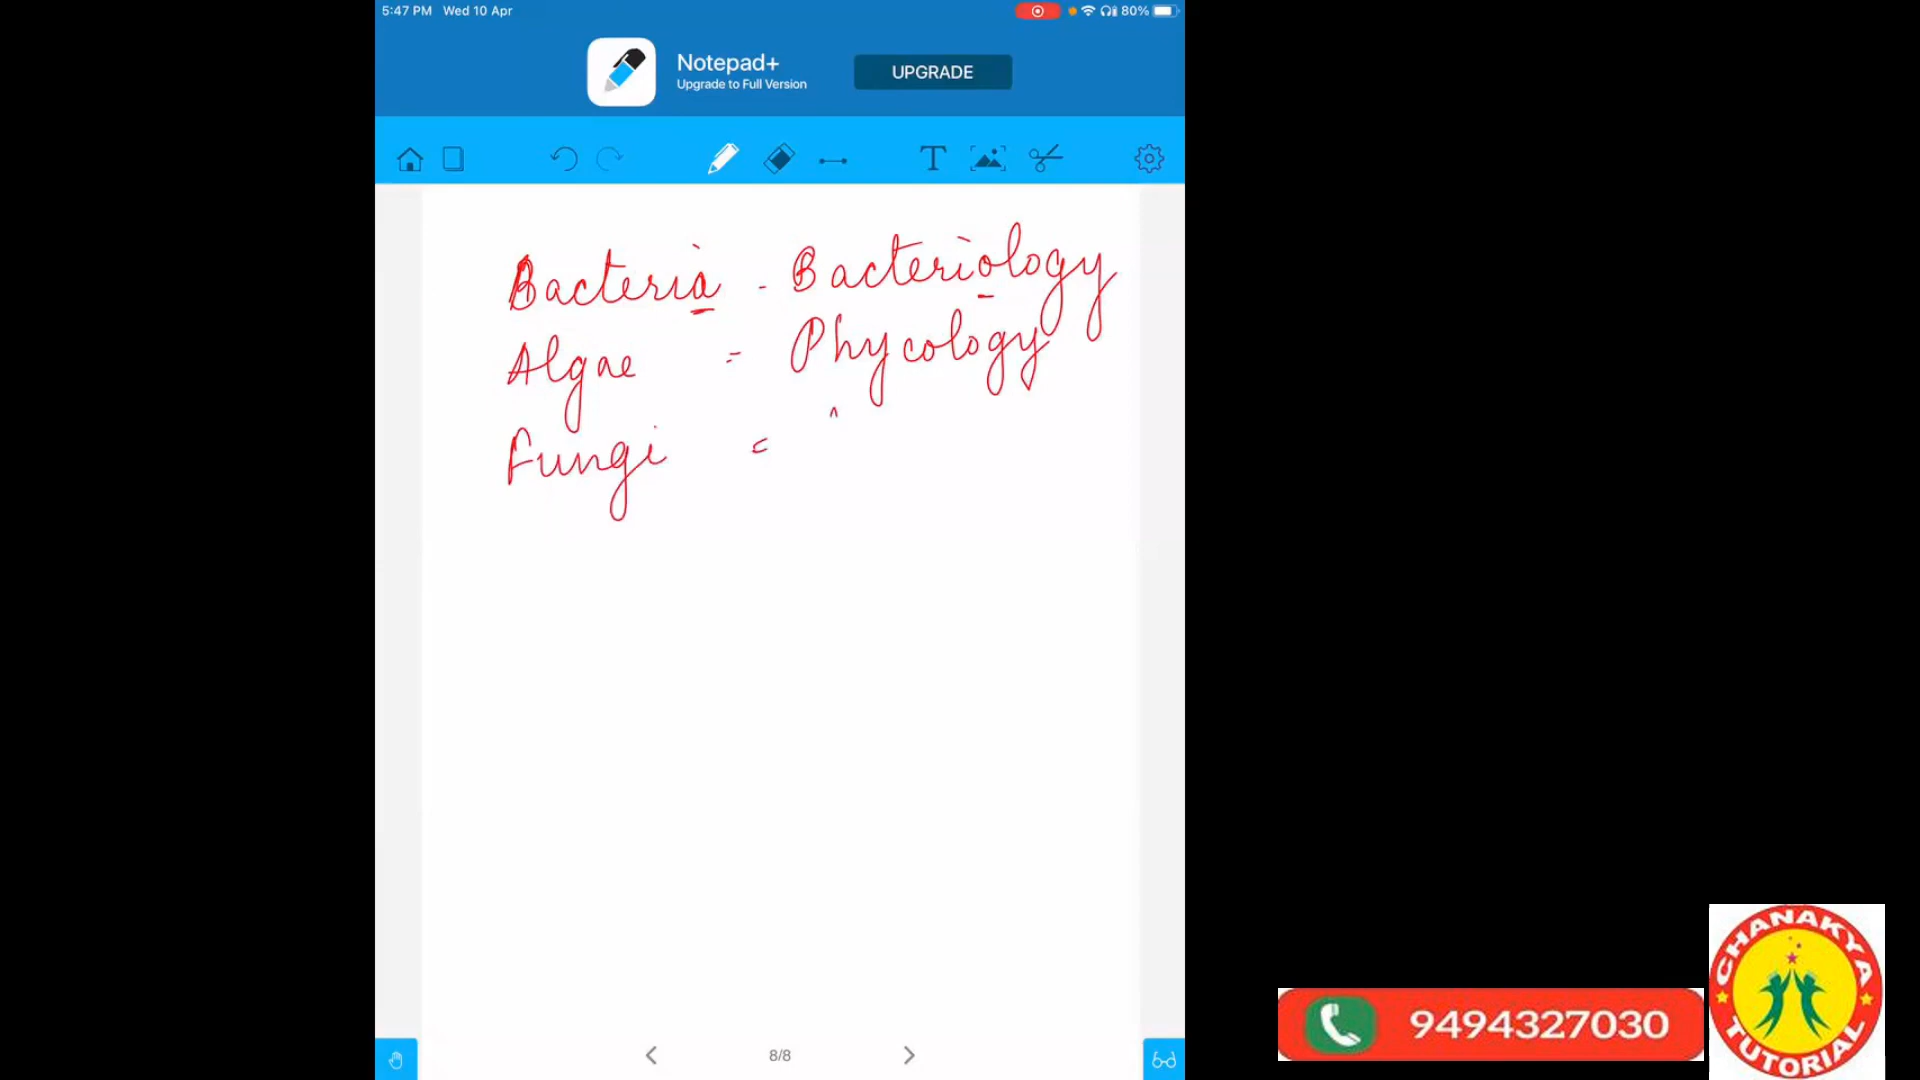 5:47 PM Wed 10 Apr
80%
Notepad+
Upgrade to Full Version
UPGRADE
T
Bacteria - Bacteriology
Algae = Phycology
Fungi =
8/8
9494327030
CHANAKYA
TUTORIAL